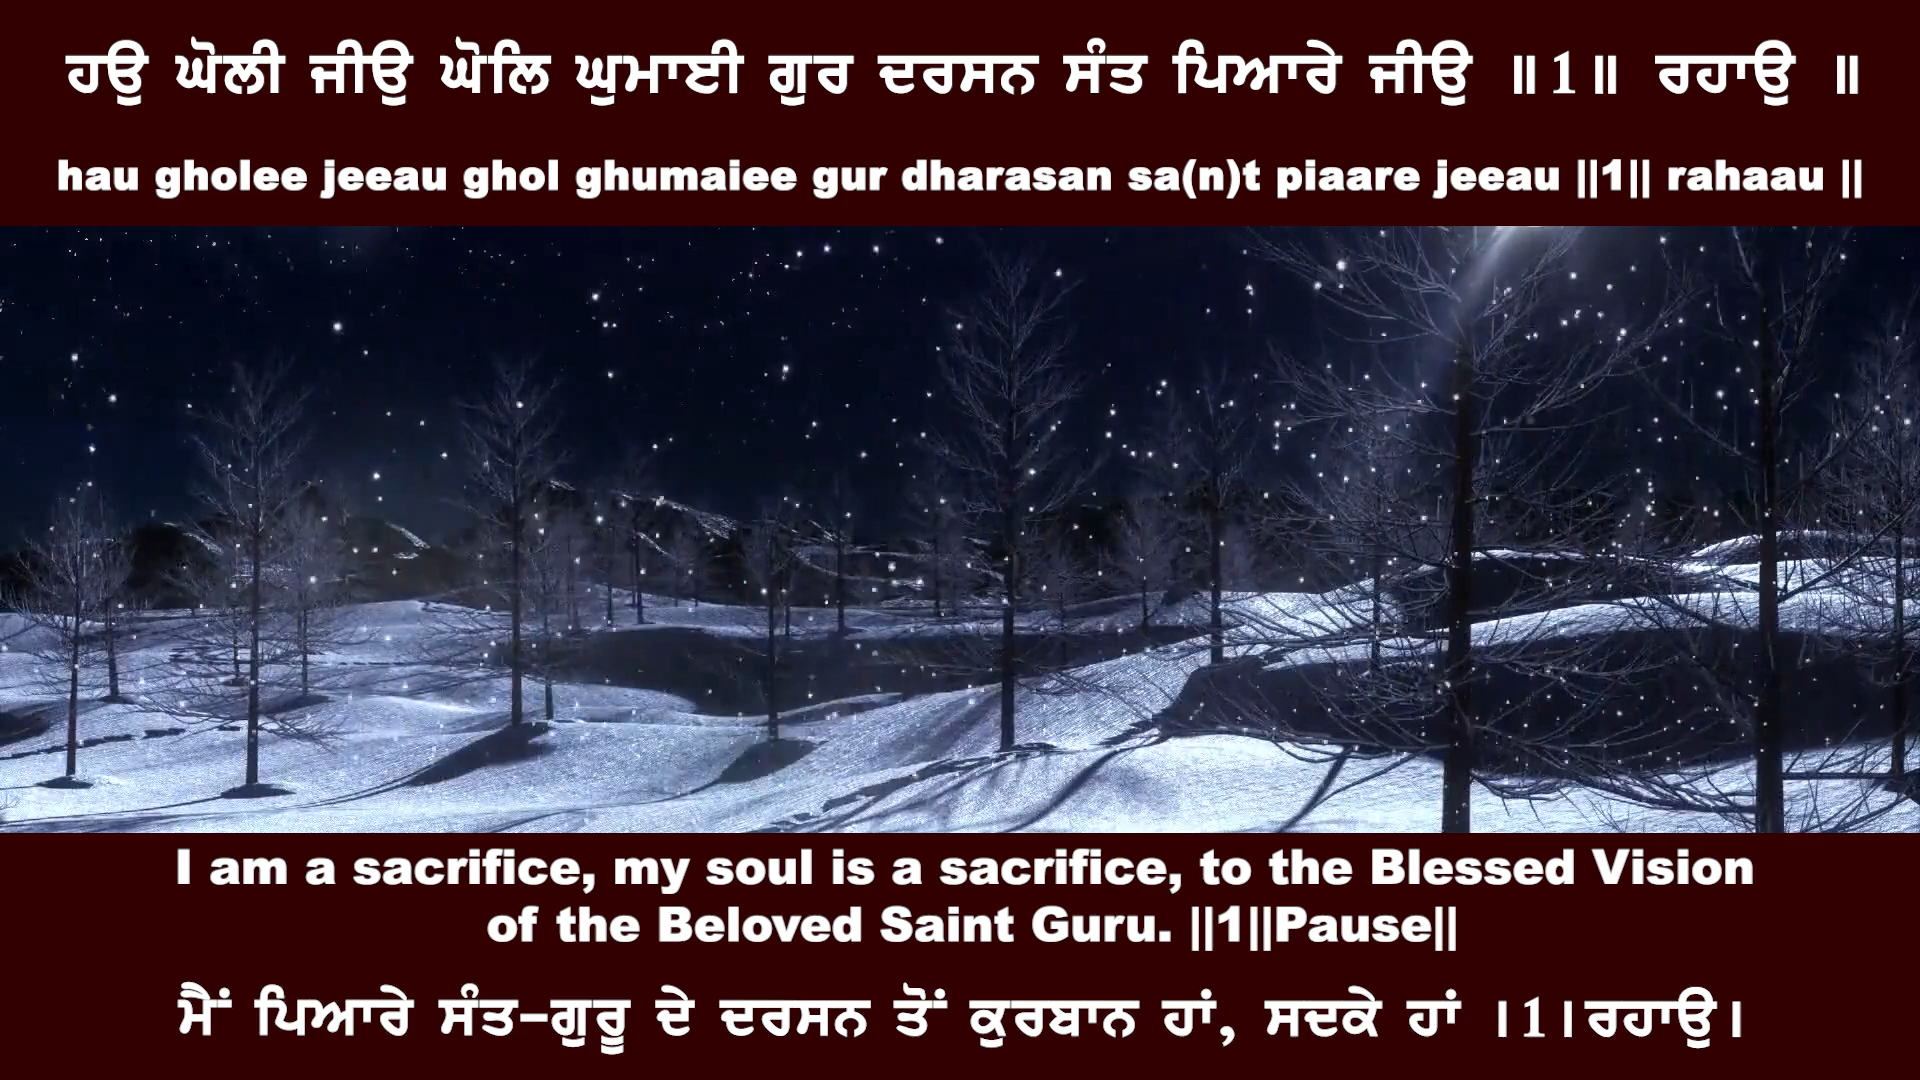 ਹਉ ਘੋਲੀ ਜੀਉ ਘੋਲਿ ਘੁਮਾਈ ਗੁਰ ਦਰਸਨ ਸੰਤ ਪਿਆਰੇ ਜੀਉ ॥1॥ ਰਹਾਉ ॥
hau gholee jeeau ghol ghumaiee gur dharasan sa(n)t piaare jeeau ||1|| rahaau ||
I am a sacrifice, my soul is a sacrifice, to the Blessed Vision
of the Beloved Saint Guru. ||1||Pause||
ਮੈਂ ਪਿਆਰੇ ਸੰਤ-ਗੁਰੂ ਦੇ ਦਰਸਨ ਤੋਂ ਕੁਰਬਾਨ ਹਾਂ, ਸਦਕੇ ਹਾਂ ।1।ਰਹਾਉ।